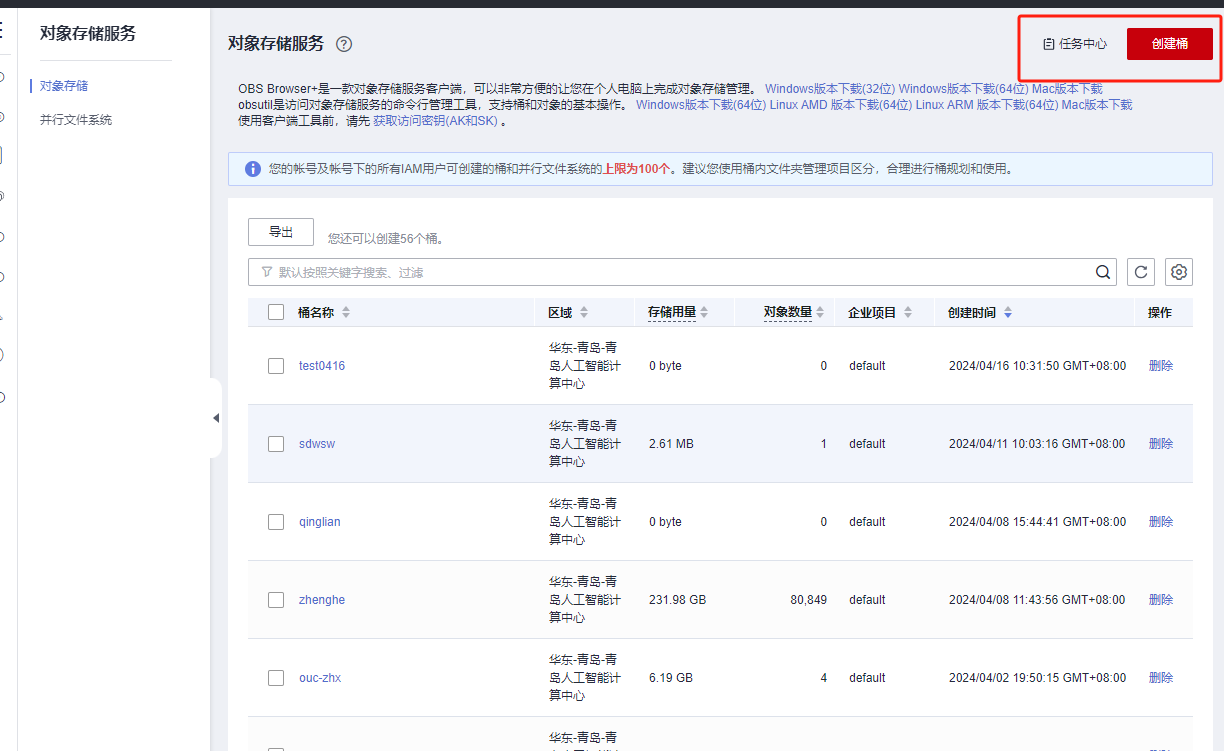 对象存储服务
对象存储
并行文件系统
对象存储服务
任务中心
创建桶
OBS Browser+是一款对象存储服务客户端，可以非常方便的让您在个人电脑上完成对象存储管理。 Windows版本下载(32位) Windows版本下载(64位) Mac版本下载
obsutil是访问对象存储服务的命令行管理工具，支持桶和对象的基本操作。 Windows版本下载(64位) Linux AMD 版本下载(64位) Linux ARM 版本下载(64位) Mac版本下载
使用客户端工具前，请先 获取访问密钥(AK和SK) 。
您的帐号及帐号下的所有IAM用户可创建的桶和并行文件系统的上限为100个。建议您使用桶内文件夹管理项目区分，合理进行桶规划和使用。
导出 您还可以创建56个桶。
默认按照关键字搜索、过滤
桶名称 区域 存储用量 对象数量 企业项目 创建时间 操作
华东-青岛-青
test0416 岛人工智能计 0 byte 0 default 2024/04/16 10:31:50 GMT+08:00 删除
算中心
华东-青岛-青
sdwsw 岛人工智能计 2.61 MB 1 default 2024/04/11 10:03:16 GMT+08:00 删除
算中心
华东-青岛-青
qinglian 岛人工智能计 0 byte 0 default 2024/04/08 15:44:41 GMT+08:00 删除
算中心
华东-青岛-青
zhenghe 岛人工智能计 231.98 GB 80,849 default 2024/04/08 11:43:56 GMT+08:00 删除
算中心
华东-青岛-青
ouc-zhx 岛人工智能计 6.19 GB 4 default 2024/04/02 19:50:15 GMT+08:00 删除
算中心
华东-青岛-青